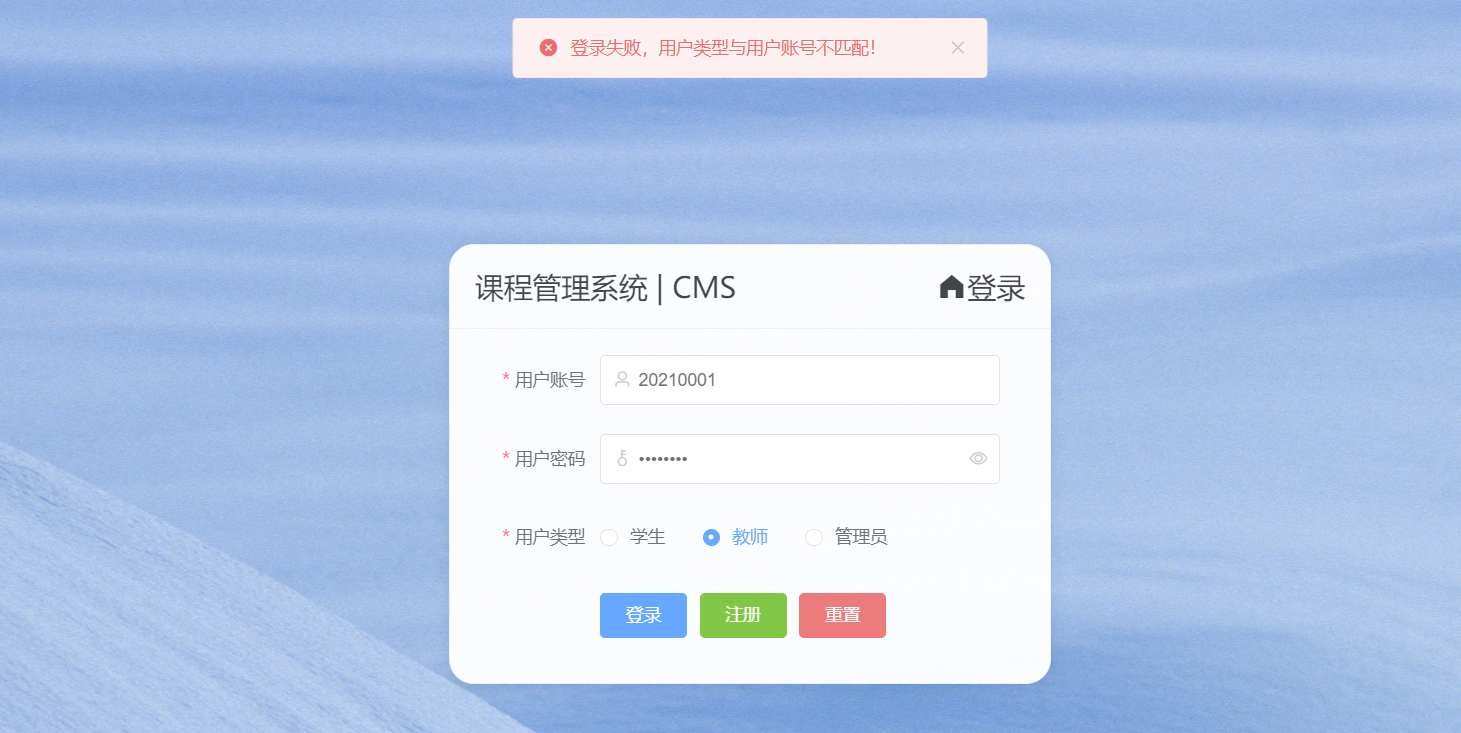 登录失败，用户类型与用户账号不匹配！
课程管理系统 | CMS 登录
* 用户账号 20210001
* 用户密码 ••••••••
* 用户类型 学生 教师 管理员
登录 注册 重置